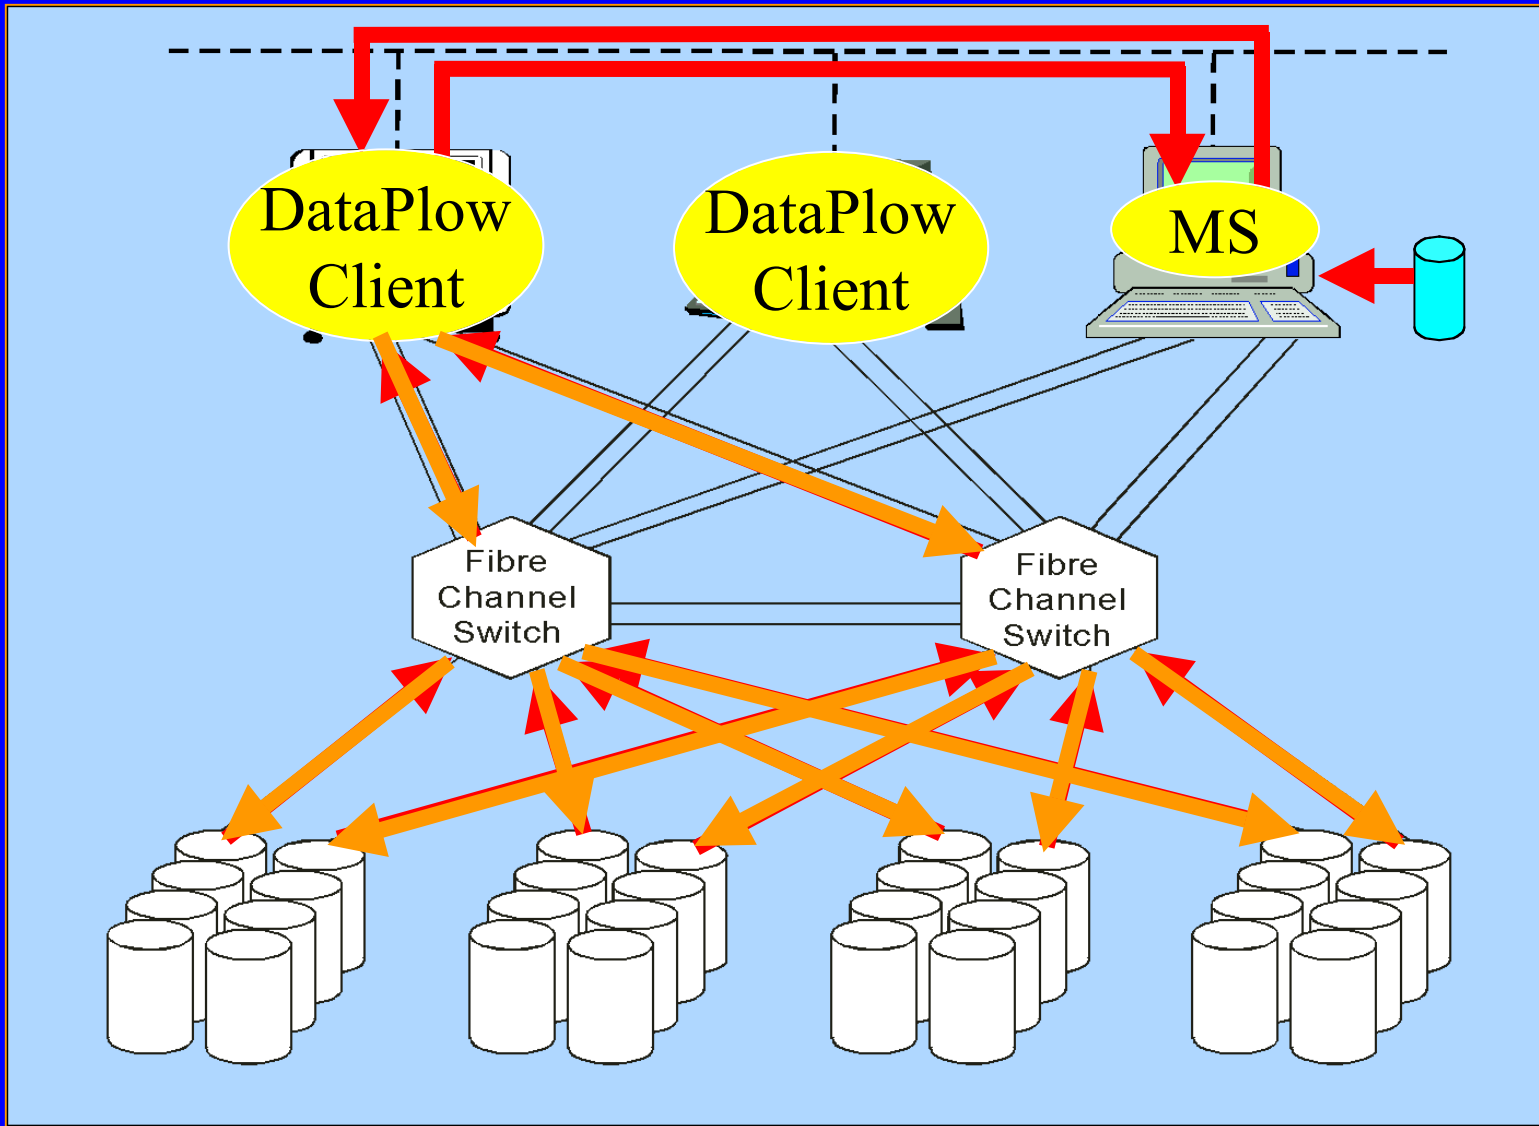 DataPlow
Client
DataPlow
Client
MS
Fibre
Channel
Switch
Fibre
Channel
Switch